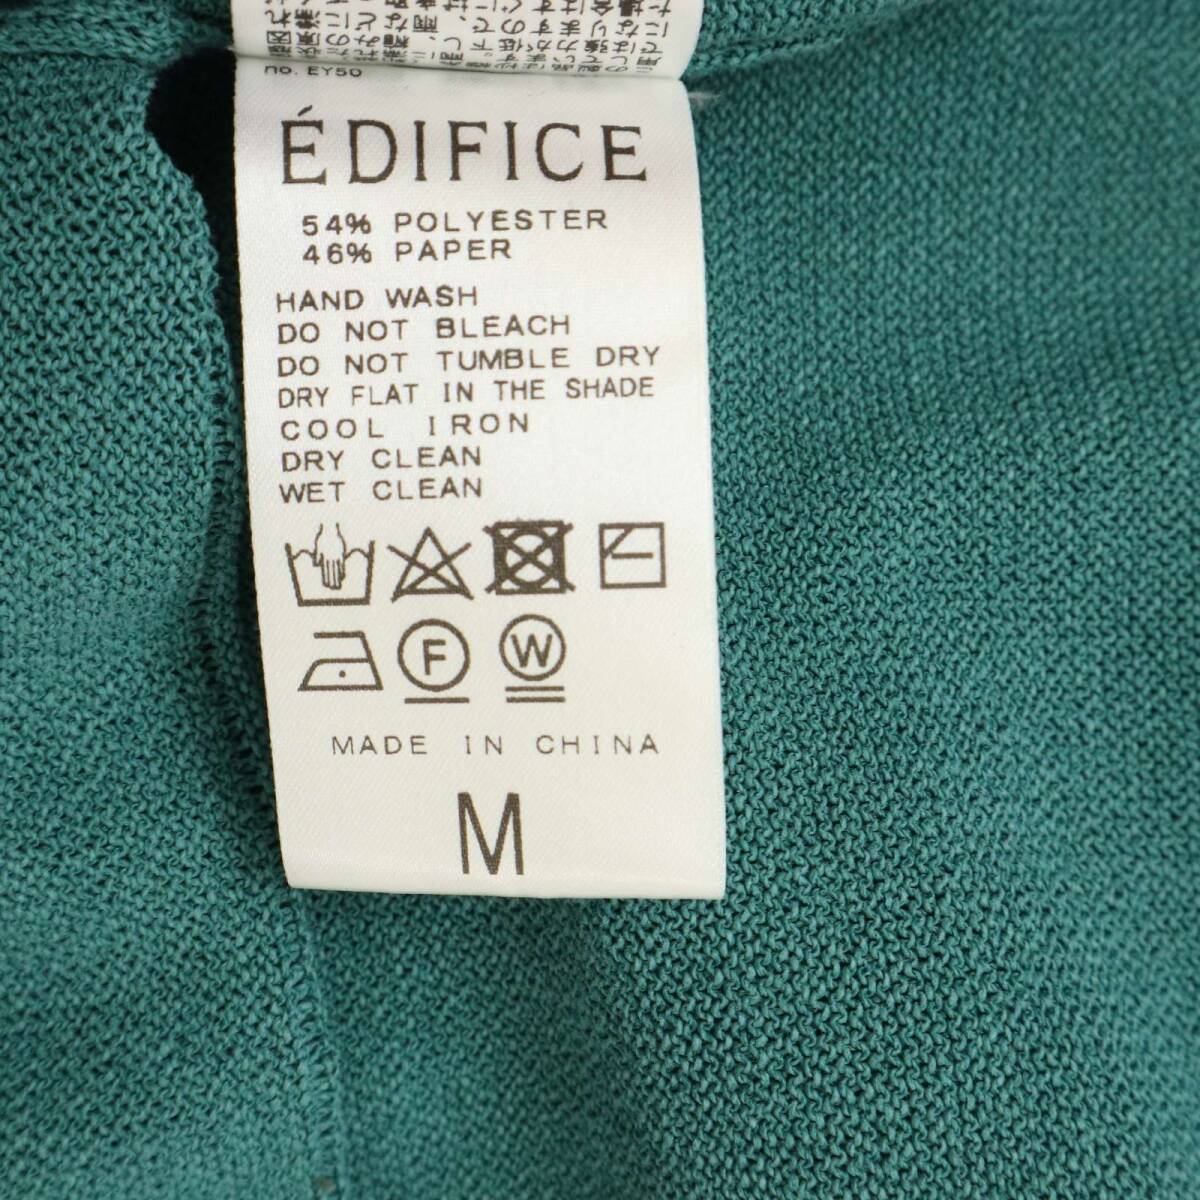 no. EY50
ÉDIFICE
54% POLYESTER
46% PAPER
HAND WASH
DO NOT BLEACH
DO NOT TUMBLE DRY
DRY FLAT IN THE SHADE
COOL IRON
DRY CLEAN
WET CLEAN
F W
MADE IN CHINA
M